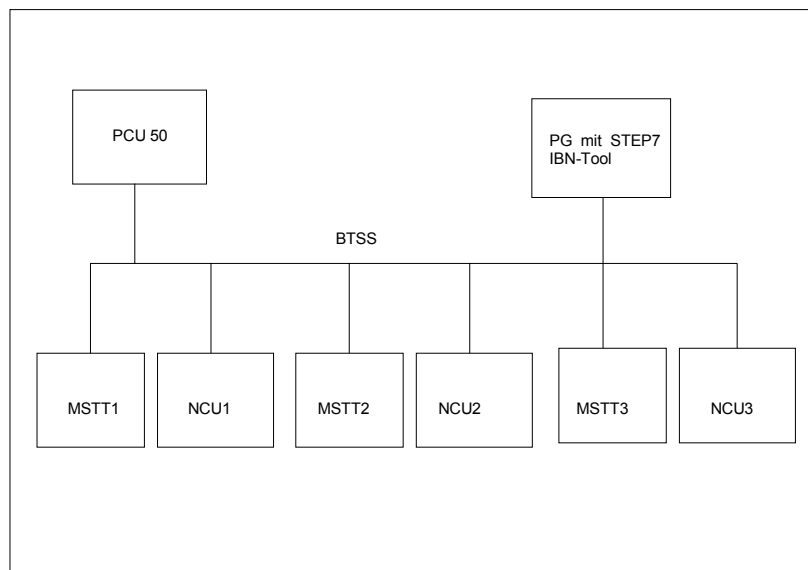 PCU 50
PG mit STEP7
IBN-Tool
BTSS
MSTT1
NCU1
MSTT2
NCU2
MSTT3
NCU3